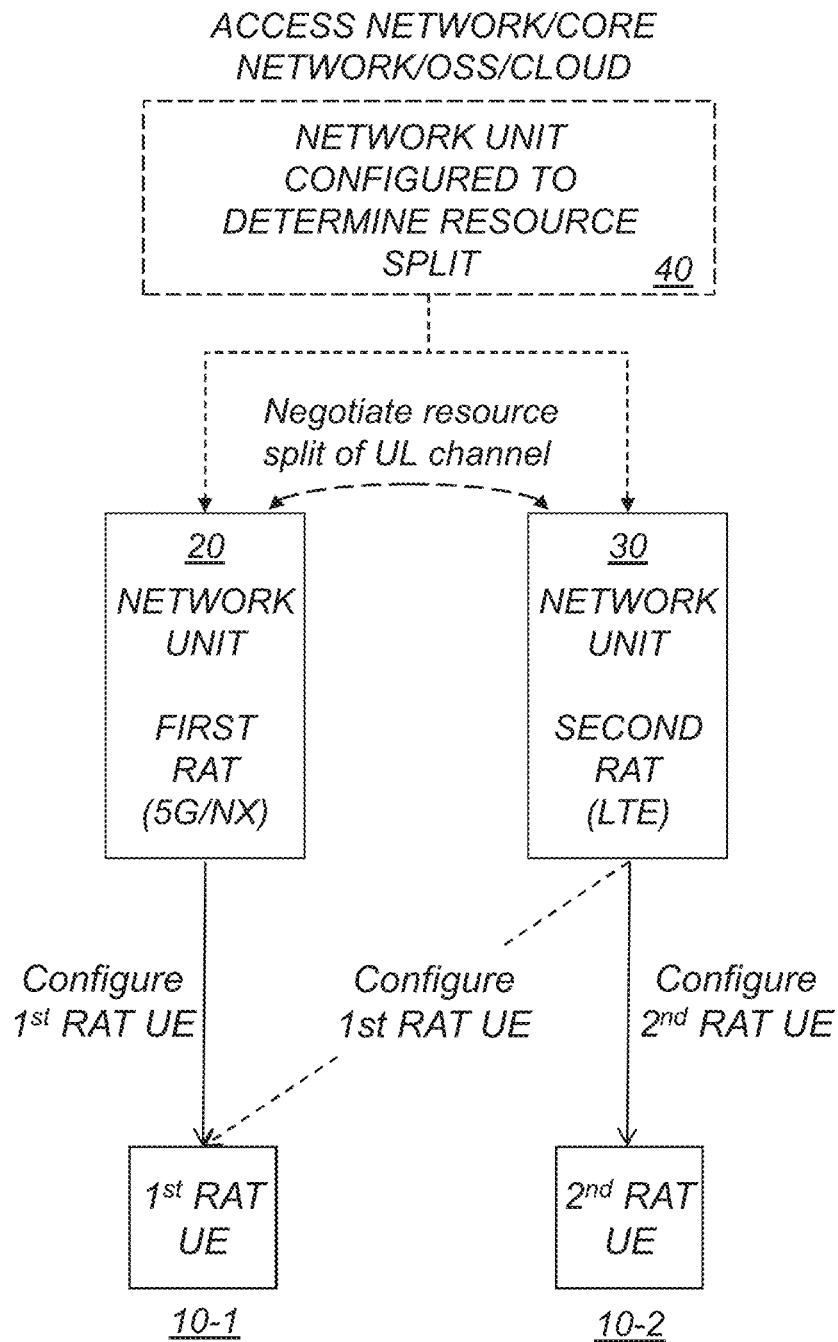 ACCESS NETWORK/CORE
NETWORK/OSS/CLOUD
NETWORK UNIT
CONFIGURED TO
DETERMINE RESOURCE
SPLIT
40
Negotiate resource
split of UL channel
20
NETWORK
UNIT
FIRST
RAT
(5G/NX)
30
NETWORK
UNIT
SECOND
RAT
(LTE)
Configure
1st RAT UE
Configure
1st RAT UE
Configure
2nd RAT UE
1st RAT
UE
10-1
2nd RAT
UE
10-2